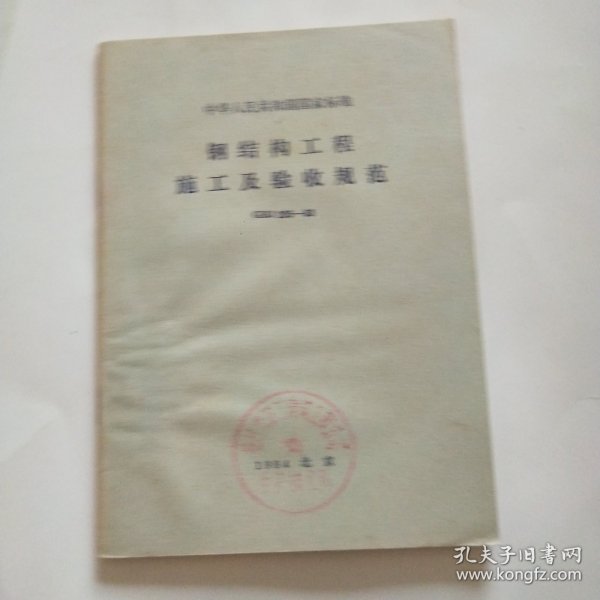 中华人民共和国国家标准
钢结构工程
施工及验收规范
1984 北京
孔夫子旧书网
www.kongfz.com